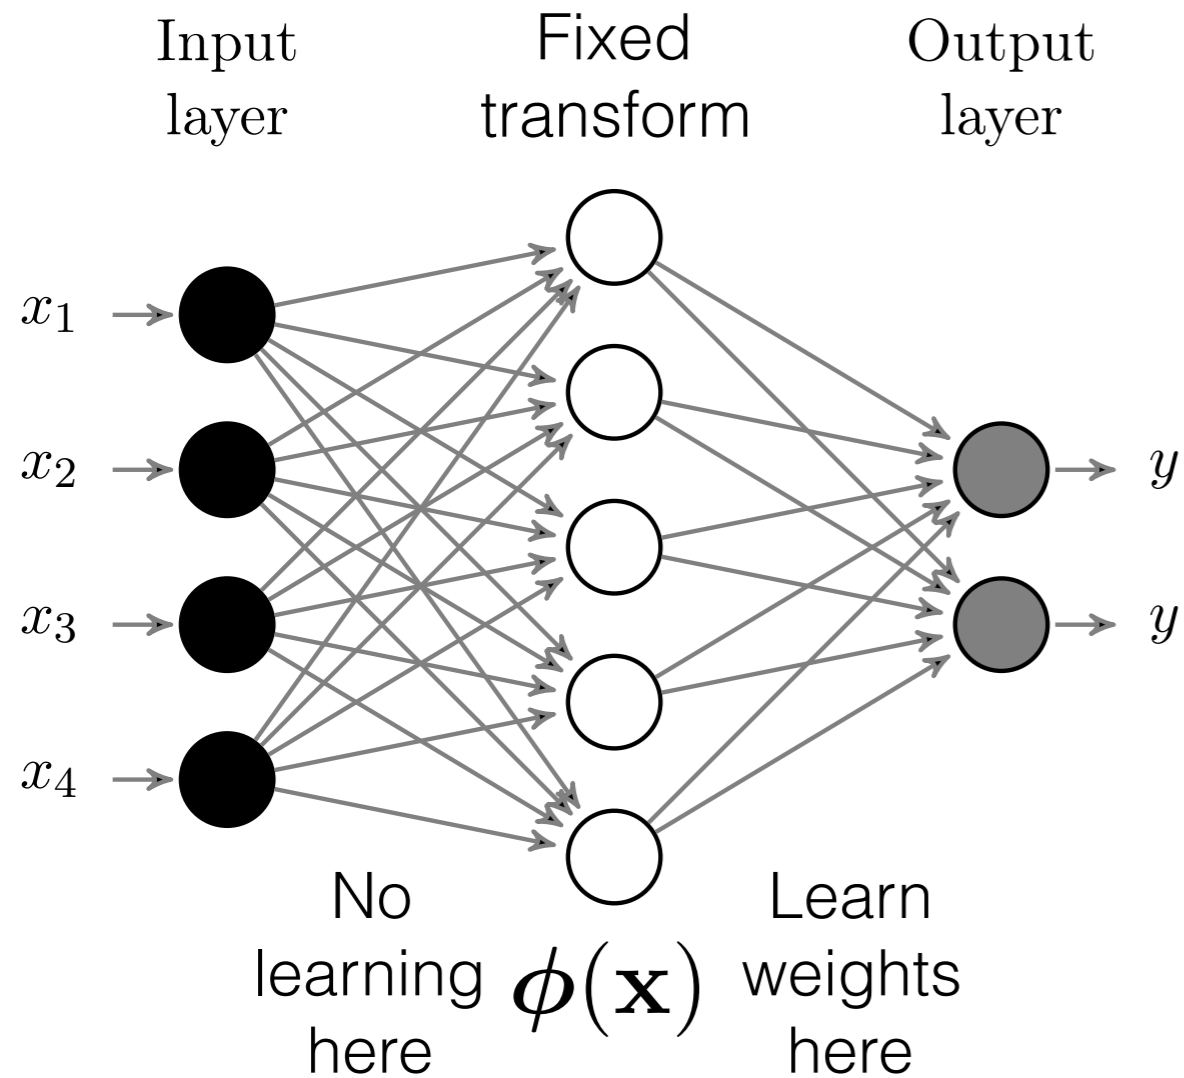 Input
layer
Fixed
transform
Output
layer
x₁
x₂
x₃
x₄
y
y
No
learning
here
ϕ(x)
Learn
weights
here